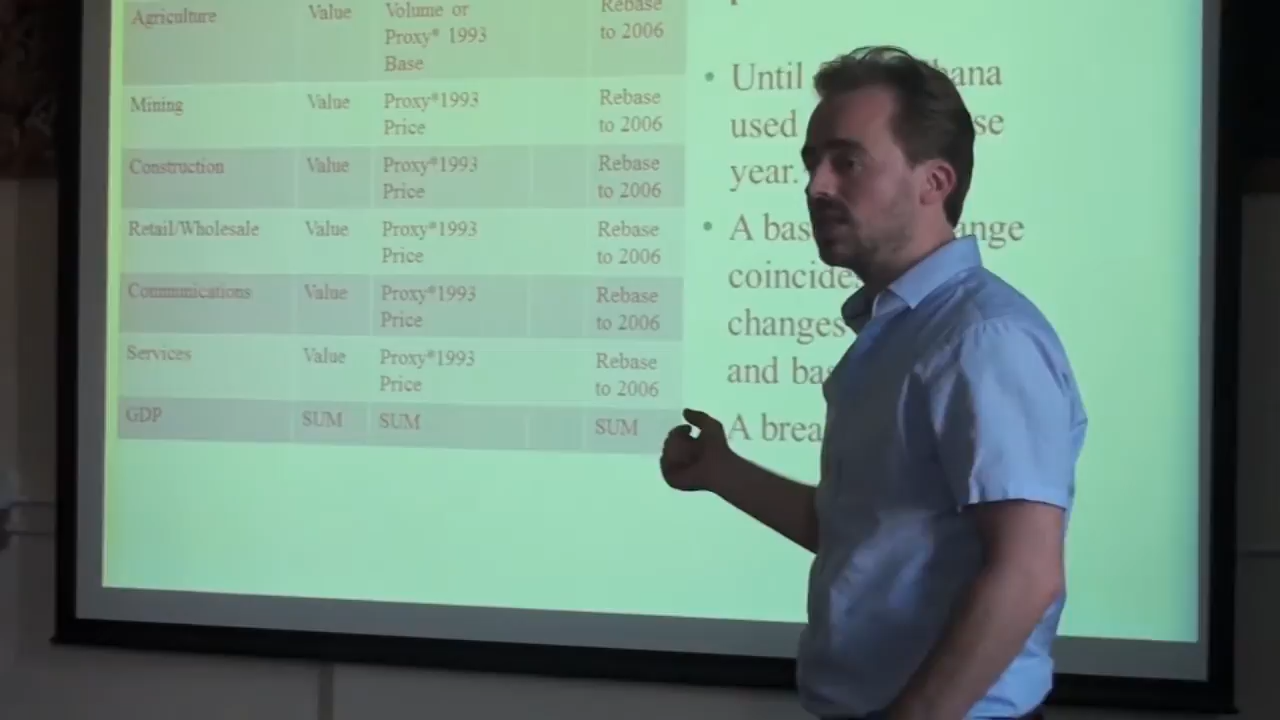 Agriculture Value Volume or Rebase
Proxy* 1993 to 2006
Base
Mining Value Proxy*1993 Rebase
Price to 2006
Construction Value Proxy*1993 Rebase
Price to 2006
Retail/Wholesale Value Proxy*1993 Rebase
Price to 2006
Communications Value Proxy*1993 Rebase
Price to 2006
Services Value Proxy*1993 Rebase
Price to 2006
GDP SUM SUM SUM
• Until hana
used se
year.
• A bas ange
coincide
changes
and bas
A brea